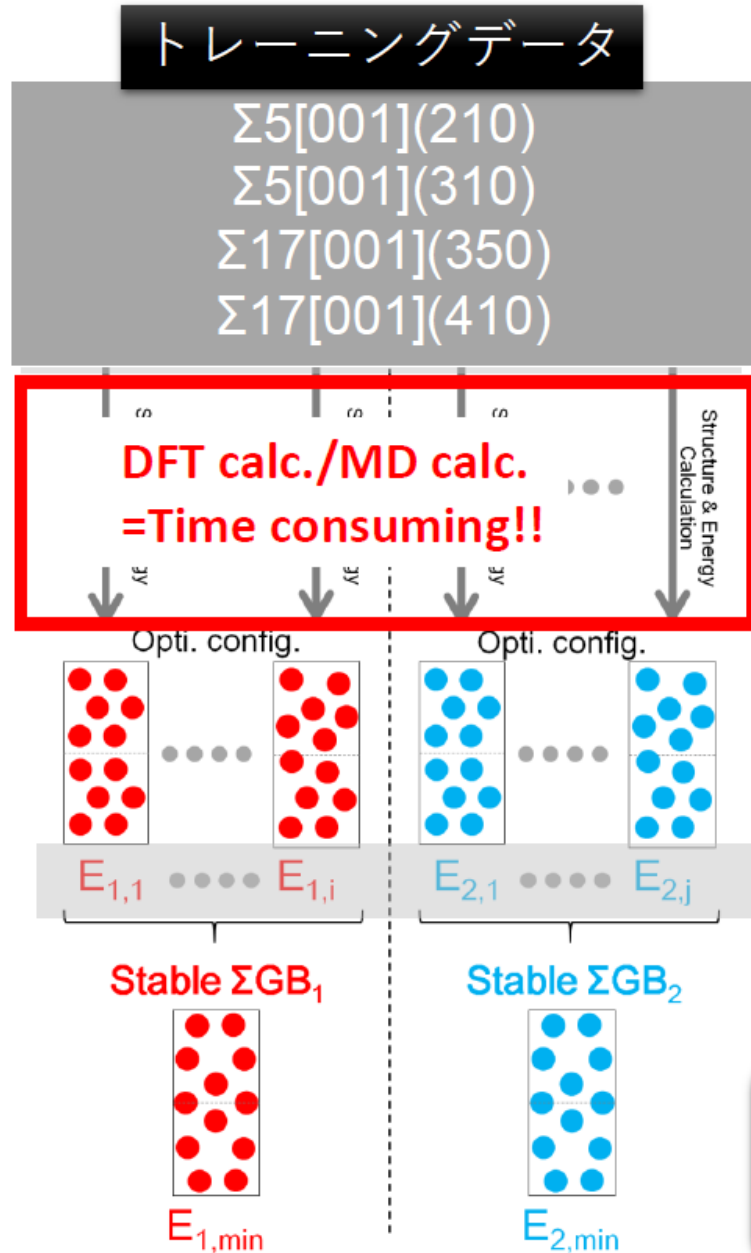 トレーニングデータ
Σ5[001](210)
Σ5[001](310)
Σ17[001](350)
Σ17[001](410)
DFT calc./MD calc.
=Time consuming!!
Structure & Energy
Calculation
Opti. config.
Opti. config.
E1,1
E1,i
E2,1
E2,j
Stable ΣGB1
Stable ΣGB2
E1,min
E2,min